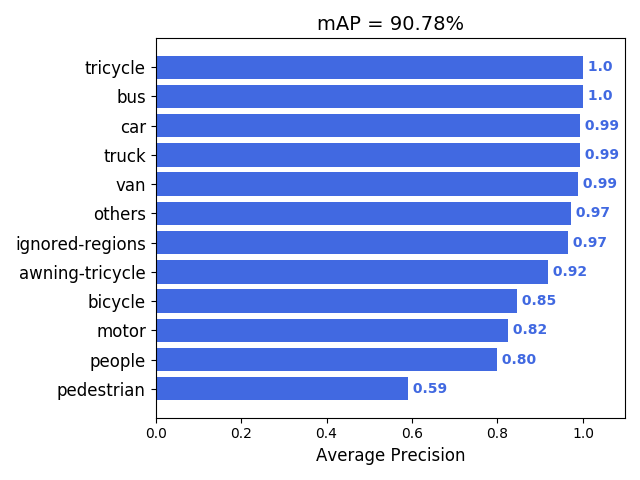 mAP = 90.78%
tricycle 1.0
bus 1.0
car 0.99
truck 0.99
van 0.99
others 0.97
ignored-regions 0.97
awning-tricycle 0.92
bicycle 0.85
motor 0.82
people 0.80
pedestrian 0.59
0.0 0.2 0.4 0.6 0.8 1.0
Average Precision